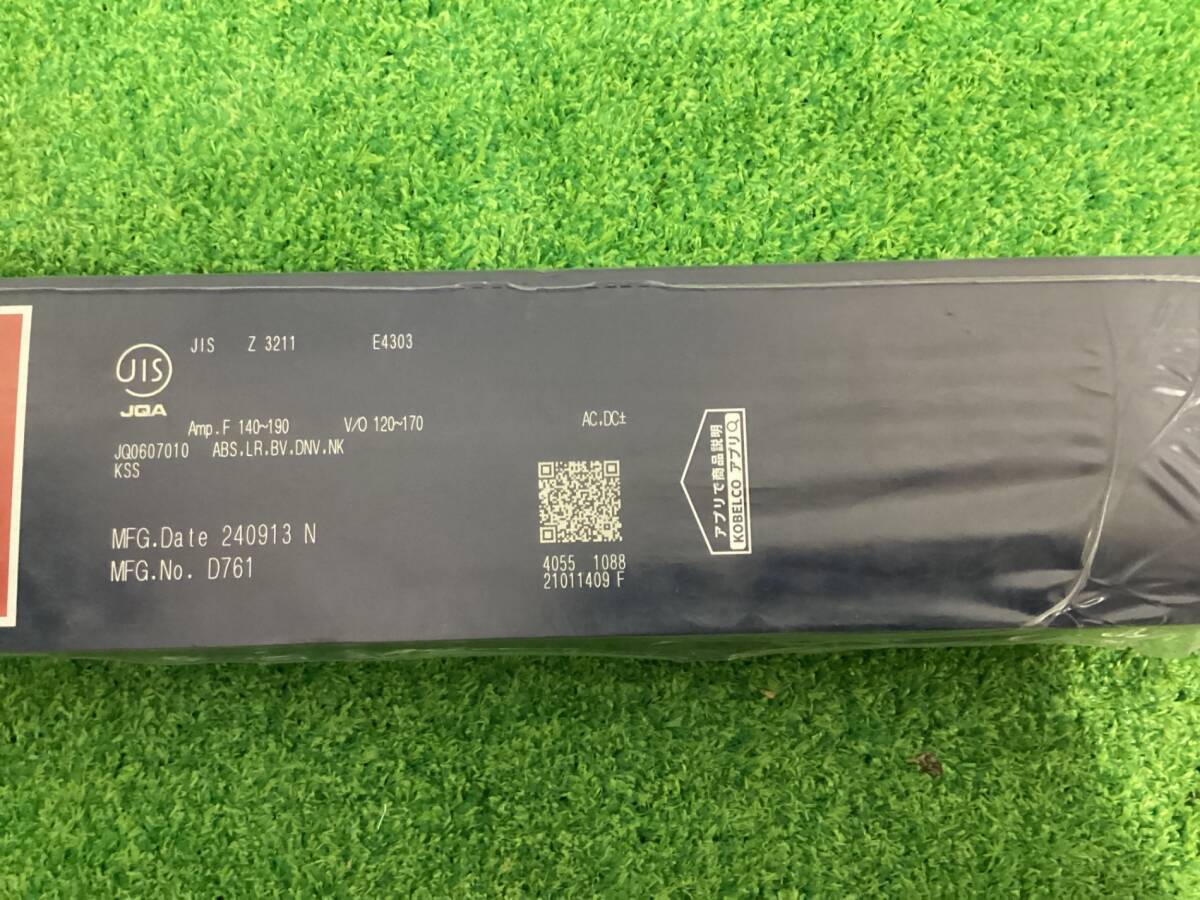 JIS Z 3211 E4303
JIS
JQA
Amp.F 140~190 V/O 120~170 AC,DC±
JQ0607010 ABS,LR,BV,DNV,NK
KSS
MFG.Date 240913 N
MFG.No. D761
4055 1088
21011409 F
アプリで商品説明
KOBELCO アプリ